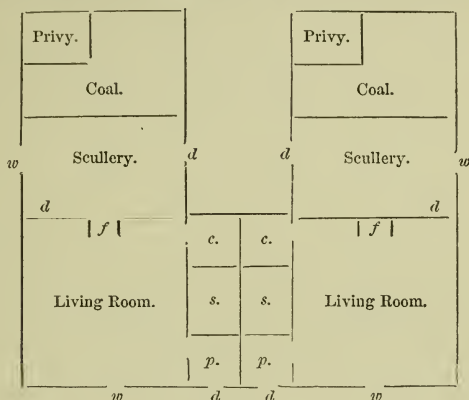 Privy. Privy.
Coal. Coal.
w Scullery. d d Scullery. w
d d
f f
c. c.
Living Room. s. s. Living Room.
p. p.
w d d w